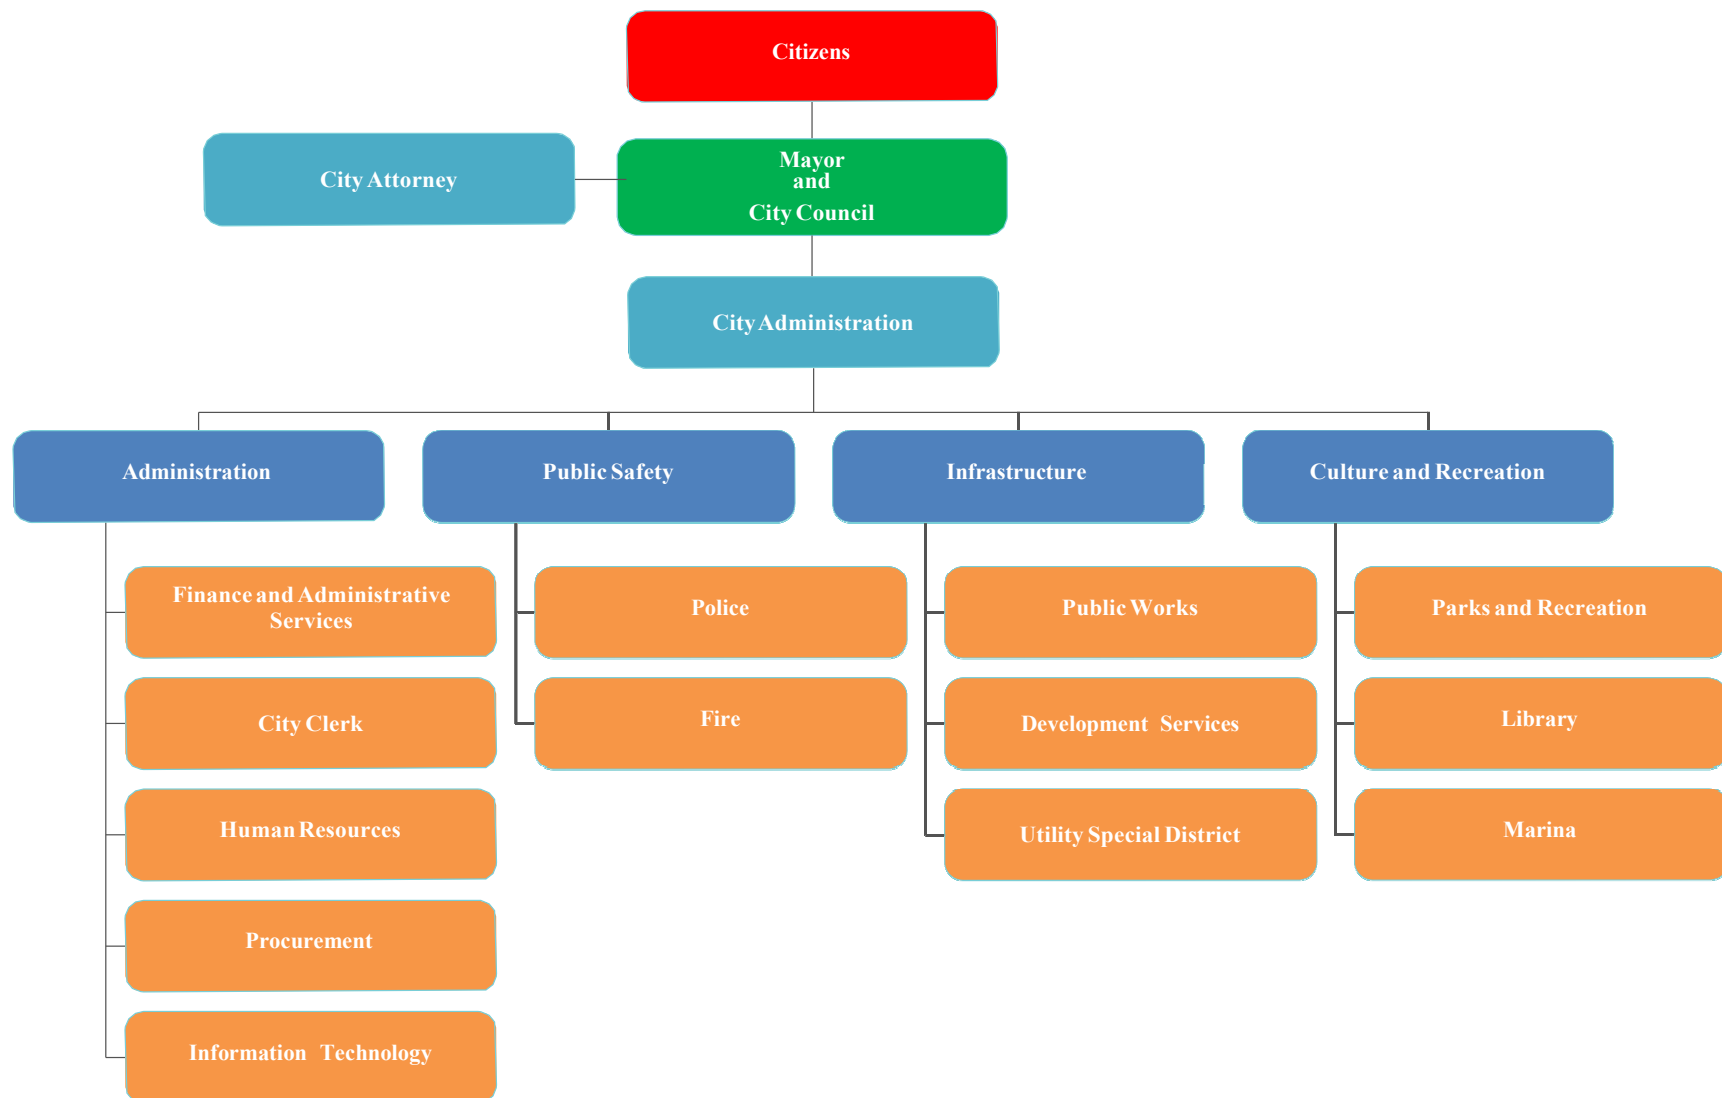 Citizens
City Attorney
Mayor
and
City Council
City Administration
Administration
Public Safety
Infrastructure
Culture and Recreation
Finance and Administrative
Services
Police
Public Works
Parks and Recreation
City Clerk
Fire
Development Services
Library
Human Resources
Utility Special District
Marina
Procurement
Information Technology